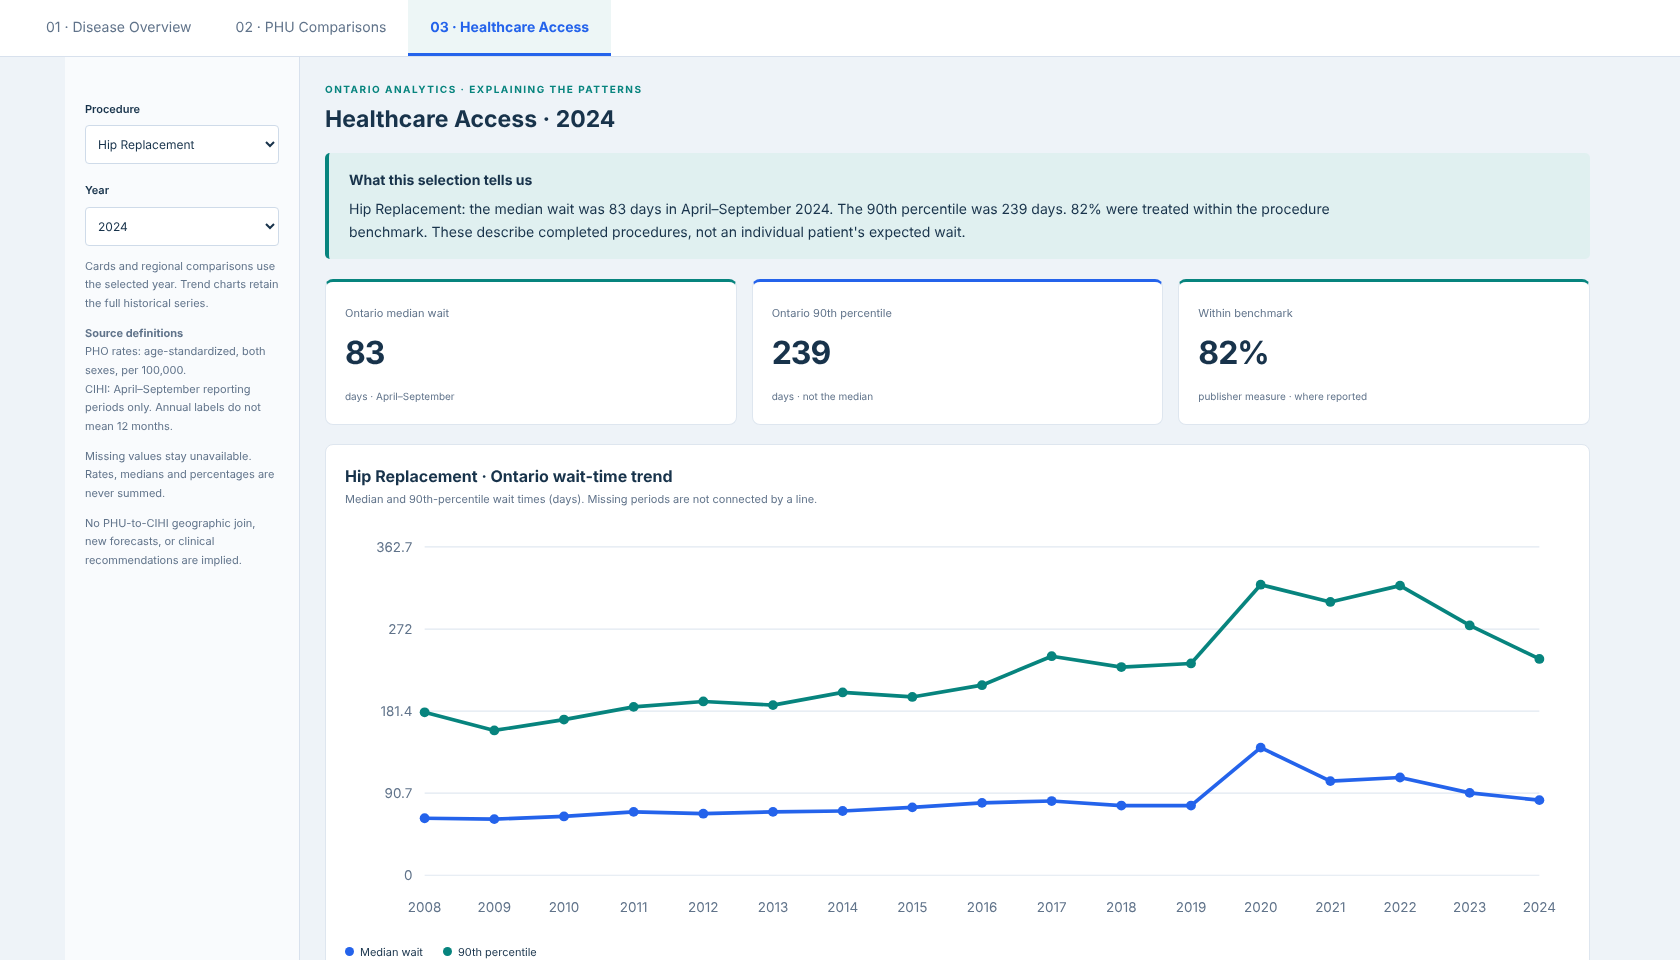 01 · Disease Overview
02 · PHU Comparisons
03 · Healthcare Access
Procedure
Hip Replacement
Year
2024
Cards and regional comparisons use
the selected year. Trend charts retain
the full historical series.
Source definitions
PHO rates: age-standardized, both
sexes, per 100,000.
CIHI: April–September reporting
periods only. Annual labels do not
mean 12 months.
Missing values stay unavailable.
Rates, medians and percentages are
never summed.
No PHU-to-CIHI geographic join,
new forecasts, or clinical
recommendations are implied.
ONTARIO ANALYTICS · EXPLAINING THE PATTERNS
Healthcare Access · 2024
What this selection tells us
Hip Replacement: the median wait was 83 days in April–September 2024. The 90th percentile was 239 days. 82% were treated within the procedure
benchmark. These describe completed procedures, not an individual patient's expected wait.
Ontario median wait
83
days · April–September
Ontario 90th percentile
239
days · not the median
Within benchmark
82%
publisher measure · where reported
Hip Replacement · Ontario wait-time trend
Median and 90th-percentile wait times (days). Missing periods are not connected by a line.
362.7
272
181.4
90.7
0
2008 2009 2010 2011 2012 2013 2014 2015 2016 2017 2018 2019 2020 2021 2022 2023 2024
Median wait
90th percentile